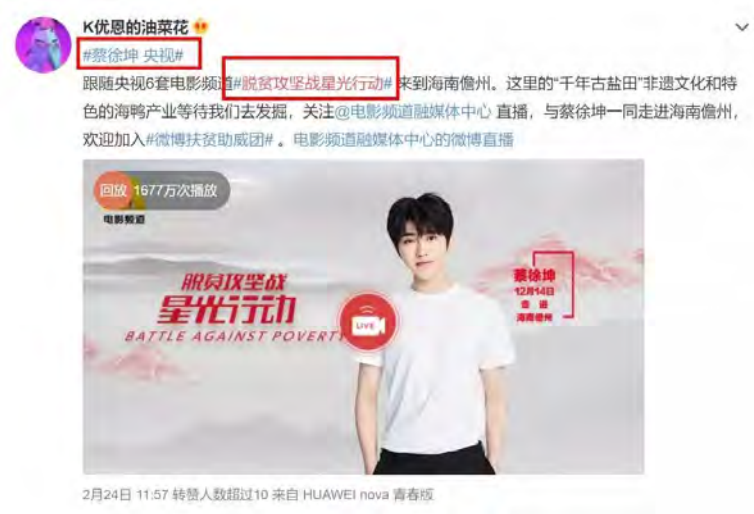 K优恩的油菜花
#蔡徐坤 央视#
跟随央视6套电影频道#脱贫攻坚战星光行动# 来到海南儋州。这里的“千年古盐田”非遗文化和特
色的海鸭产业等待我们去发掘，关注@电影频道融媒体中心 直播，与蔡徐坤一同走进海南儋州，
欢迎加入#微博扶贫助威团# 。电影频道融媒体中心的微博直播
回放 1677万次播放
电影频道
脱贫攻坚战
星光行动
BATTLE AGAINST POVERTY
LIVE
蔡徐坤
12月14日
走进
海南儋州
2月24日 11:57 转赞人数超过10 来自 HUAWEI nova 青春版